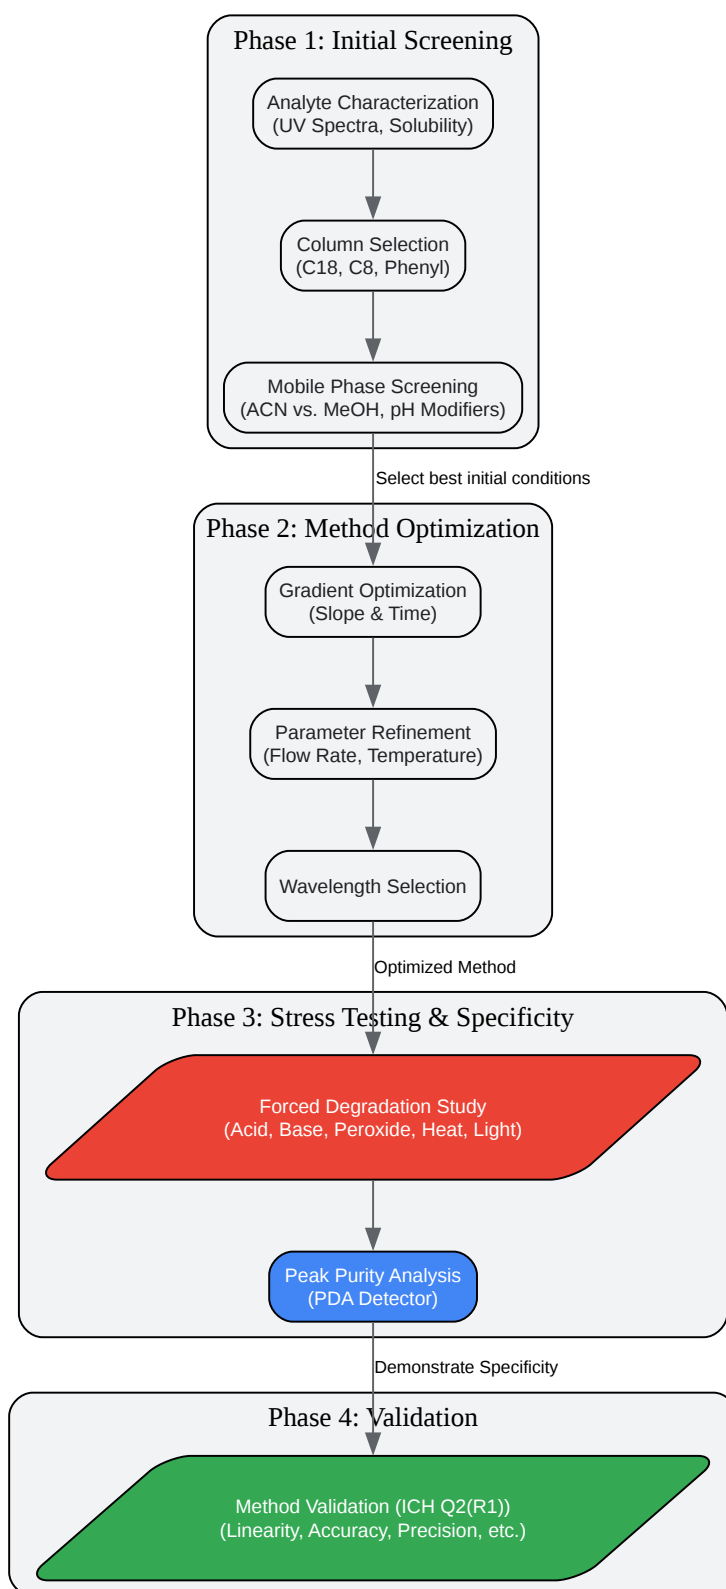 Phase 1: Initial Screening
Analyte Characterization
(UV Spectra, Solubility)
Column Selection
(C18, C8, Phenyl)
Mobile Phase Screening
(ACN vs. MeOH, pH Modifiers)
Select best initial conditions
Phase 2: Method Optimization
Gradient Optimization
(Slope & Time)
Parameter Refinement
(Flow Rate, Temperature)
Wavelength Selection
Optimized Method
Phase 3: Stress Testing & Specificity
Forced Degradation Study
(Acid, Base, Peroxide, Heat, Light)
Peak Purity Analysis
(PDA Detector)
Demonstrate Specificity
Phase 4: Validation
Method Validation (ICH Q2(R1))
(Linearity, Accuracy, Precision, etc.)